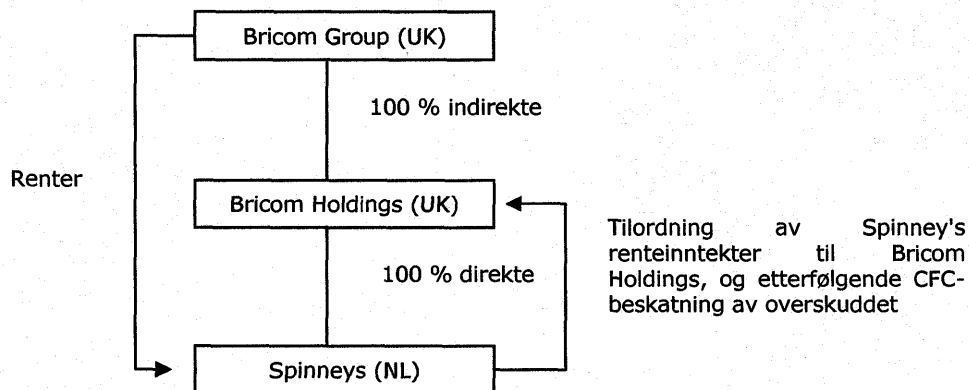 Bricom Group (UK)
100 % indirekte
Renter
Bricom Holdings (UK)
Tilordning av Spinney's
renteinntekter til Bricom
Holdings, og etterfølgende CFC-
beskatning av overskuddet
100 % direkte
Spinneys (NL)